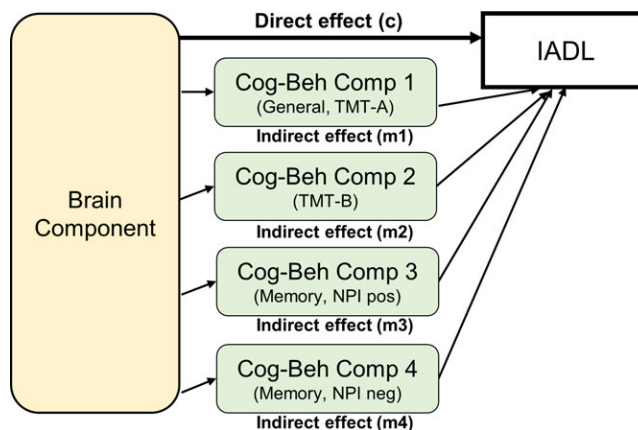 Direct effect (c)
IADL
Brain
Component
Cog-Beh Comp 1
(General, TMT-A)
Indirect effect (m1)
Cog-Beh Comp 2
(TMT-B)
Indirect effect (m2)
Cog-Beh Comp 3
(Memory, NPI pos)
Indirect effect (m3)
Cog-Beh Comp 4
(Memory, NPI neg)
Indirect effect (m4)